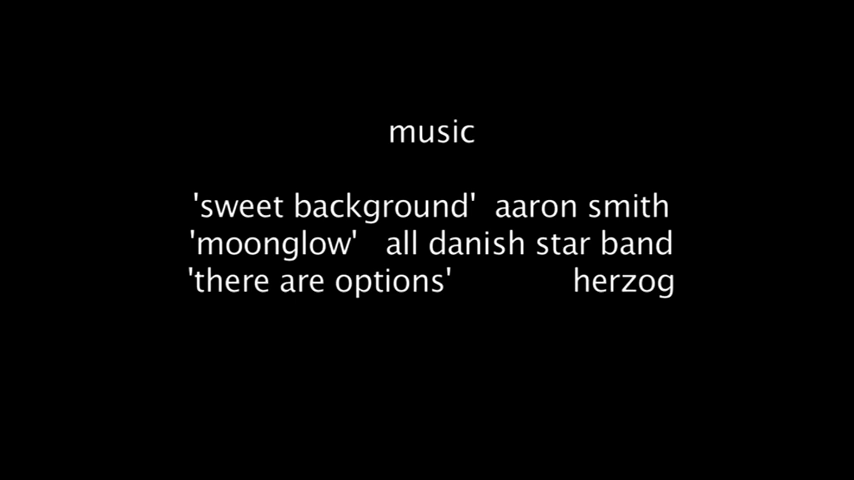 music
'sweet background' aaron smith
'moonglow' all danish star band
'there are options' herzog